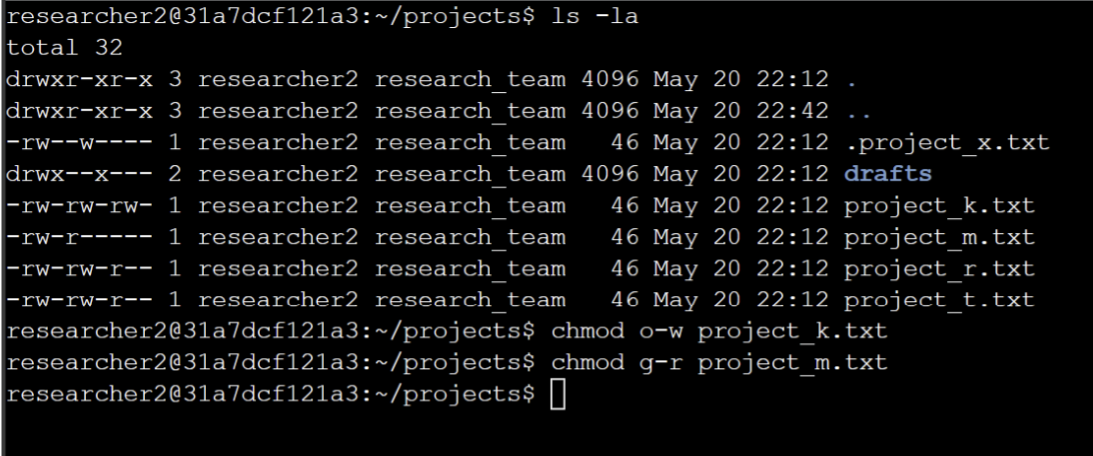 researcher2@31a7dcf121a3:~/projects$ ls -la
total 32
drwxr-xr-x 3 researcher2 research_team 4096 May 20 22:12 .
drwxr-xr-x 3 researcher2 research_team 4096 May 20 22:42 ..
-rw--w---- 1 researcher2 research_team   46 May 20 22:12 .project_x.txt
drwx--x--- 2 researcher2 research_team 4096 May 20 22:12 drafts
-rw-rw-rw- 1 researcher2 research_team   46 May 20 22:12 project_k.txt
-rw-r----- 1 researcher2 research_team   46 May 20 22:12 project_m.txt
-rw-rw-r-- 1 researcher2 research_team   46 May 20 22:12 project_r.txt
-rw-rw-r-- 1 researcher2 research_team   46 May 20 22:12 project_t.txt
researcher2@31a7dcf121a3:~/projects$ chmod o-w project_k.txt
researcher2@31a7dcf121a3:~/projects$ chmod g-r project_m.txt
researcher2@31a7dcf121a3:~/projects$